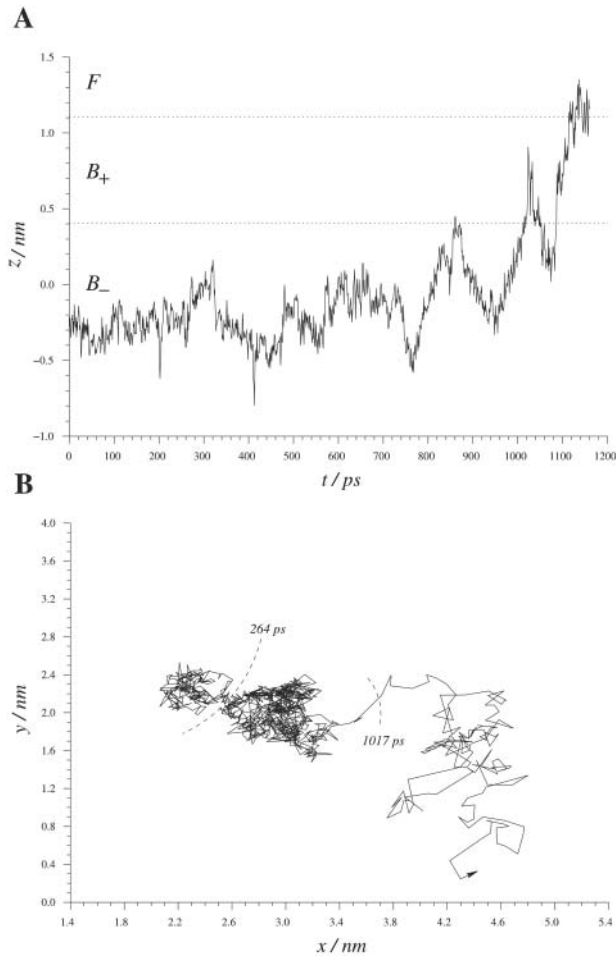 A
1.5
F
1.0
B+
0.5
z/nm
0.0
B−
−0.5
−1.0
0 100 200 300 400 500 600 700 800 900 1000 1100 1200
t / ps
B
4.0
3.6
3.2
2.8
264 ps
2.4
y / nm
2.0
1017 ps
1.6
1.2
0.8
0.4
0.0
1.4 1.8 2.2 2.6 3.0 3.4 3.8 4.2 4.6 5.0 5.4
x / nm